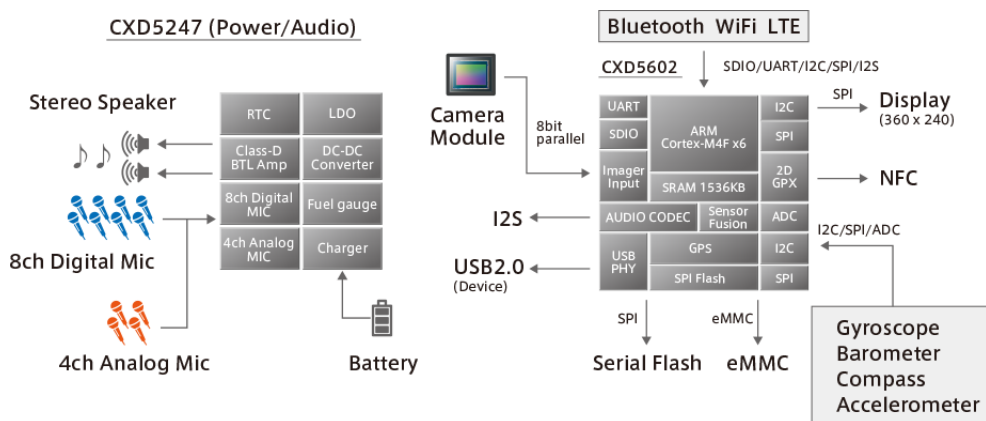 CXD5247 (Power/Audio)
Stereo Speaker
RTC
LDO
Class-D
BTL Amp
DC-DC
Converter
8ch Digital
MIC
Fuel gauge
4ch Analog
MIC
Charger
8ch Digital Mic
4ch Analog Mic
Battery
Bluetooth WiFi LTE
SDIO/UART/I2C/SPI/I2S
CXD5602
Camera
Module
8bit
parallel
UART
SDIO
Imager
Input
ARM
Cortex-M4F x6
SRAM 1536KB
I2C
SPI
2D
GPX
AUDIO CODEC
Sensor
Fusion
ADC
USB
PHY
GPS
I2C
SPI Flash
SPI
SPI
Display
(360 x 240)
NFC
I2S
USB2.0
(Device)
I2C/SPI/ADC
SPI
eMMC
Serial Flash
eMMC
Gyroscope
Barometer
Compass
Accelerometer